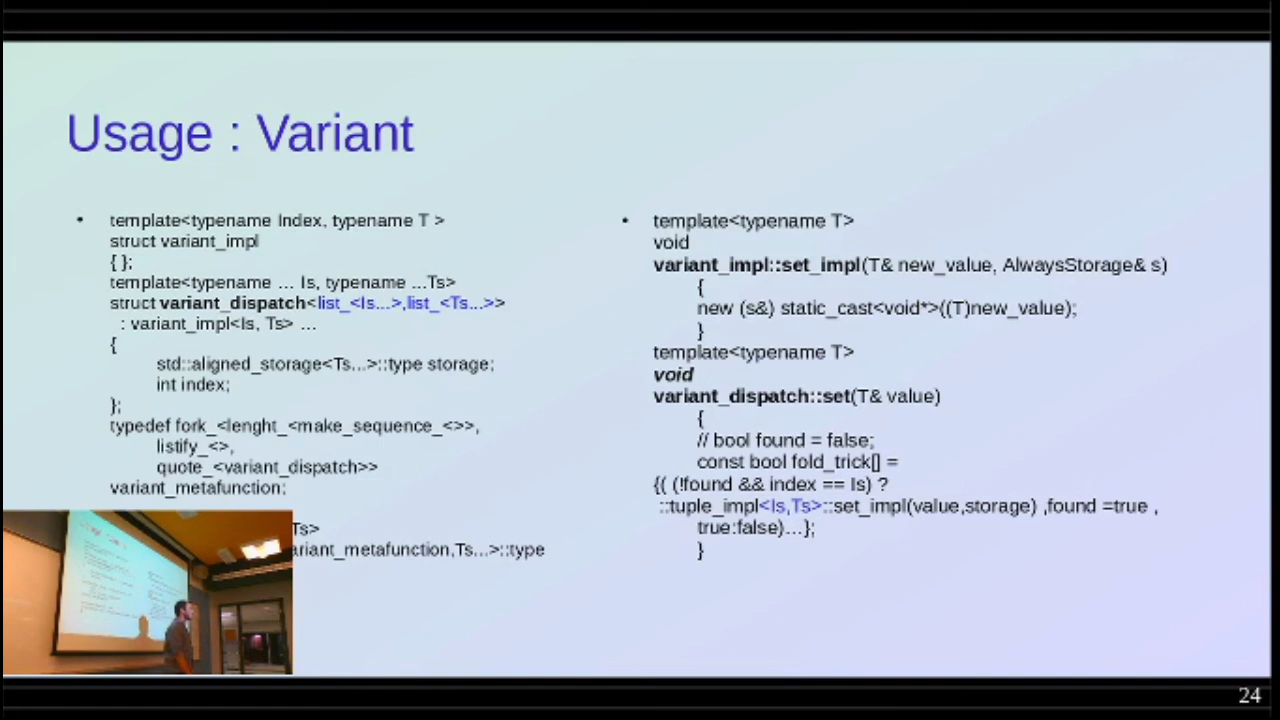 Usage : Variant
• template<typename Index, typename T >
struct variant_impl
{ };
template<typename … Is, typename ...Ts>
struct variant_dispatch<list_<Is...>,list_<Ts...>>
: variant_impl<Is, Ts> …
{
std::aligned_storage<Ts...>::type storage;
int index;
};
typedef fork_<lenght_<make_sequence_<>>,
listify_<>,
quote_<variant_dispatch>>
variant_metafunction;
Ts>
ariant_metafunction,Ts...>::type
• template<typename T>
void
variant_impl::set_impl(T& new_value, AlwaysStorage& s)
{
new (s&) static_cast<void*>((T)new_value);
}
template<typename T>
void
variant_dispatch::set(T& value)
{
// bool found = false;
const bool fold_trick[] =
{( (!found && index == Is) ?
::tuple_impl<Is,Ts>::set_impl(value,storage) ,found =true ,
true:false)...};
}
24